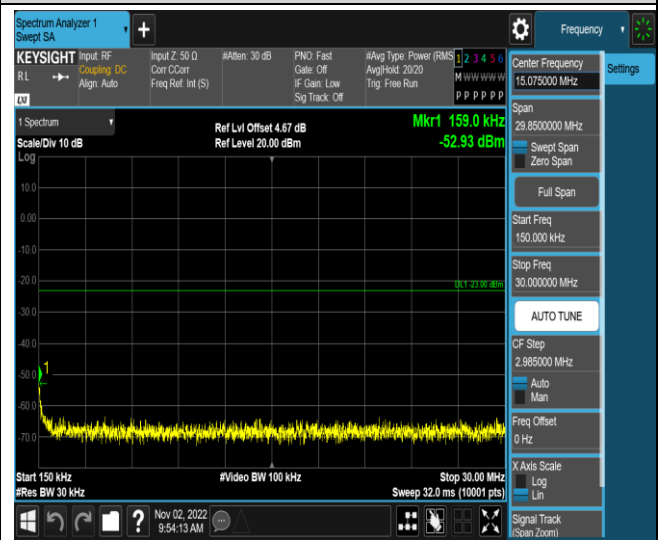 Spectrum Analyzer 1
Swept SA
+
Frequency
KEYSIGHT
RL
LXI
Input: RF
Coupling: DC
Align: Auto
Input Z: 50 Ω
Corr CCorr
Freq Ref: Int (S)
#Atten: 30 dB
PNO: Fast
Gate: Off
IF Gain: Low
Sig Track: Off
#Avg Type: Power (RMS
Avg|Hold: 20/20
Trig: Free Run
1 2 3 4 5 6
M W W W W W
P P P P P P
1 Spectrum
Scale/Div 10 dB
Log
Ref Lvl Offset 4.67 dB
Ref Level 20.00 dBm
Mkr1 159.0 kHz
-52.93 dBm
10.0
0.00
-10.0
-20.0
DL1 -23.00 dBm
-30.0
-40.0
-50.0
1
-60.0
-70.0
Start 150 kHz
#Res BW 30 kHz
#Video BW 100 kHz
Stop 30.00 MHz
Sweep 32.0 ms (10001 pts)
?
Nov 02, 2022
9:54:13 AM
Center Frequency
15.075000 MHz
Settings
Span
29.8500000 MHz
Swept Span
Zero Span
Full Span
Start Freq
150.000 kHz
Stop Freq
30.000000 MHz
AUTO TUNE
CF Step
2.985000 MHz
Auto
Man
Freq Offset
0 Hz
X Axis Scale
Log
Lin
Signal Track
(Span Zoom)